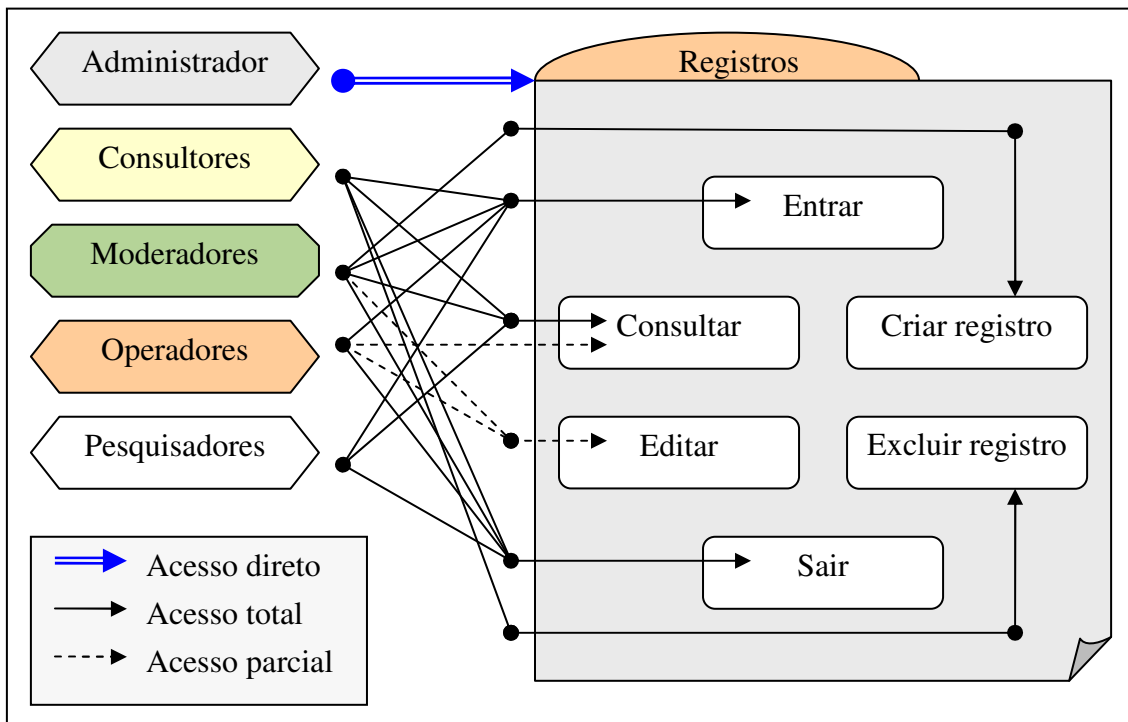 Administrador
Consultores
Moderadores
Operadores
Pesquisadores
Acesso direto
Acesso total
Acesso parcial
Registros
Entrar
Consultar
Criar registro
Editar
Excluir registro
Sair